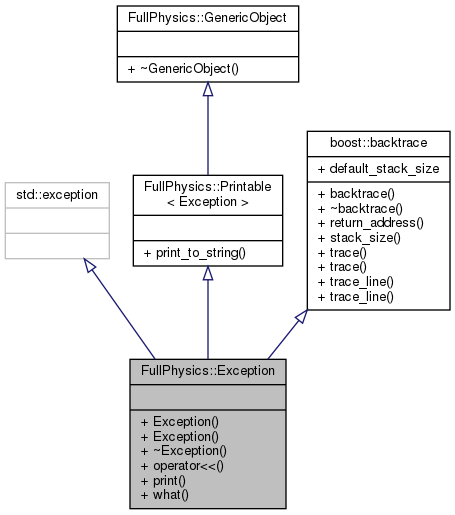 FullPhysics::GenericObject
+ ~GenericObject()
boost::backtrace
+ default_stack_size
+ backtrace()
+ ~backtrace()
+ return_address()
+ stack_size()
+ trace()
+ trace()
+ trace_line()
+ trace_line()
std::exception
FullPhysics::Printable
< Exception >
+ print_to_string()
FullPhysics::Exception
+ Exception()
+ Exception()
+ ~Exception()
+ operator<<()
+ print()
+ what()